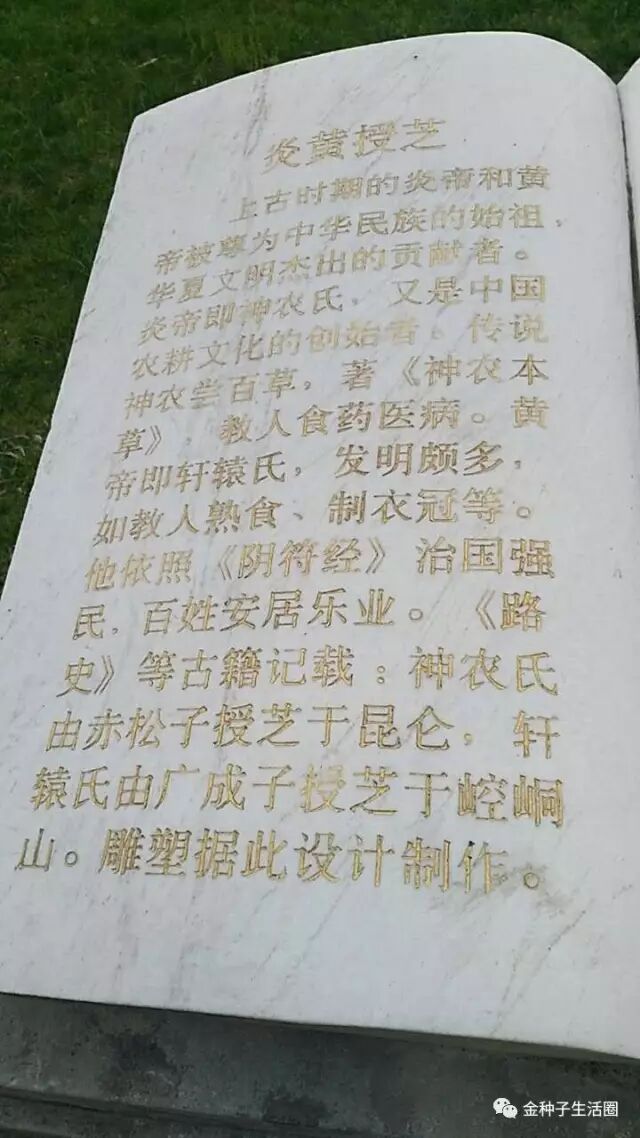 炎黄授芝
上古时期的炎帝和黄
帝被尊为中华民族的始祖，
华夏文明杰出的贡献者。
炎帝即神农氏，又是中国
农耕文化的创始者。传说
神农尝百草，著《神农本
草》，教人食药医病。黄
帝即轩辕氏，发明颇多，
如教人熟食、制衣冠等。
他依照《阴符经》治国强
民，百姓安居乐业。《路
史》等古籍记载：神农氏
由赤松子授芝于昆仑，轩
辕氏由广成子授芝于崆峒
山。雕塑据此设计制作。
金种子生活圈